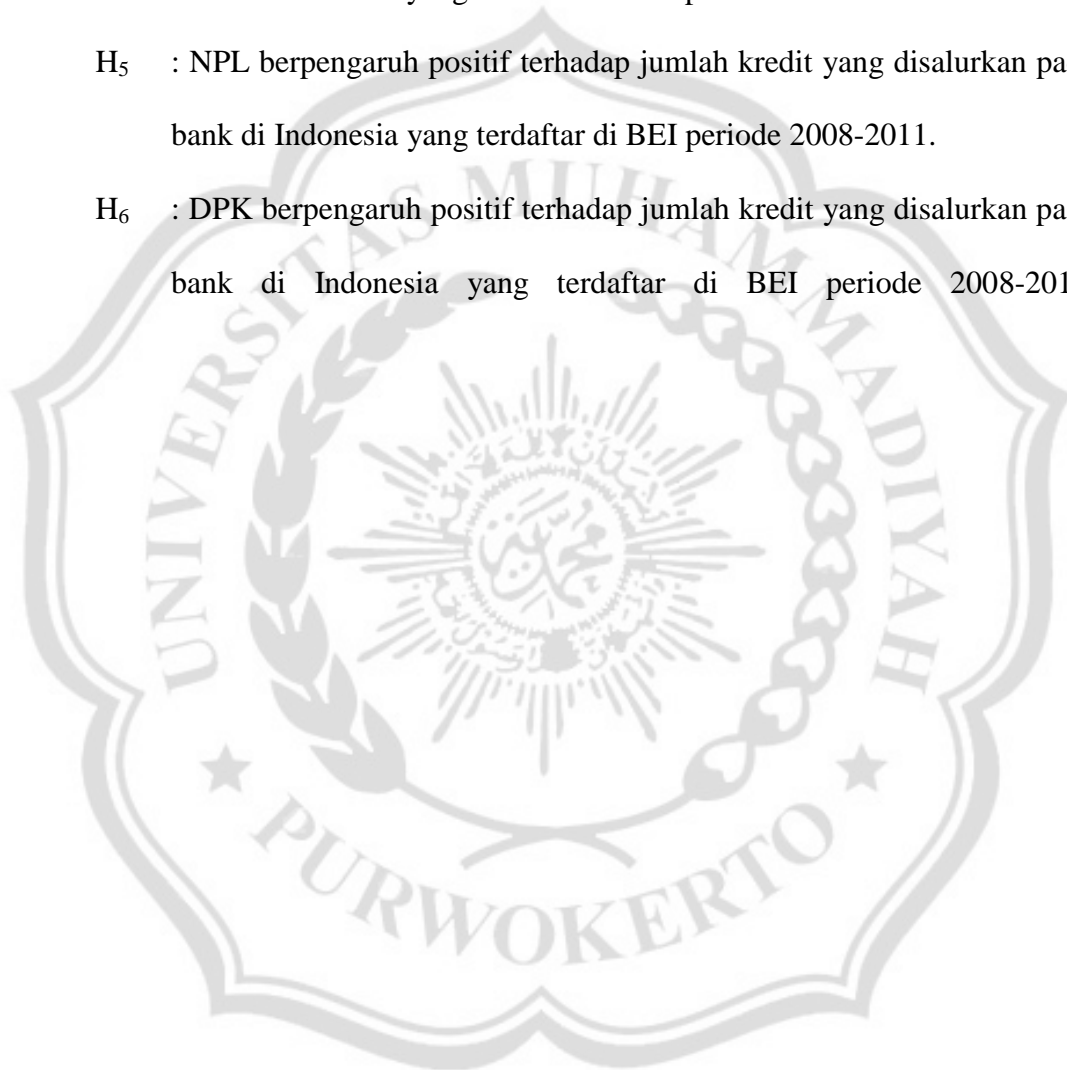 yang
H₅ : NPL berpengaruh positif terhadap jumlah kredit yang disalurkan pa
bank di Indonesia yang terdaftar di BEI periode 2008-2011.
H₆ : DPK berpengaruh positif terhadap jumlah kredit yang disalurkan pa
bank di Indonesia yang terdaftar di BEI periode 2008-201
UNIVERSITAS MUHAMMADIYAH
PURWOKERTO